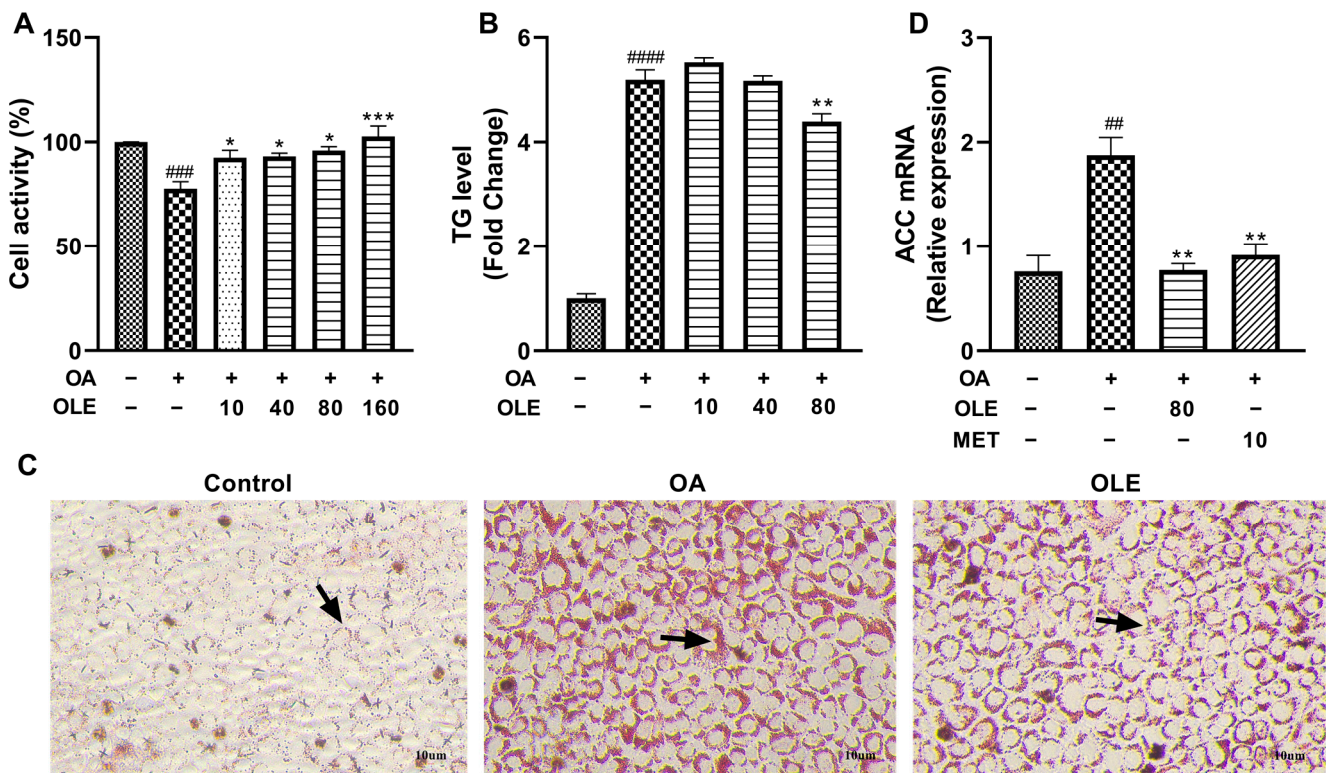 A
Cell activity (%)
150
100
50
0
###
*
*
*
***
OA – + + + + +
OLE – – 10 40 80 160
B
TG level
(Fold Change)
6
4
2
0
####
**
OA – + + + +
OLE – – 10 40 80
D
ACC mRNA
(Relative expression)
3
2
1
0
##
**
**
OA – + + +
OLE – – 80 –
MET – – – 10
C
Control
OA
OLE
10um
10um
10um